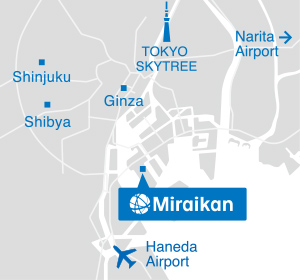 TOKYO
SKYTREE
Narita
Airport
Shinjuku
Ginza
Shibya
Miraikan
Haneda
Airport